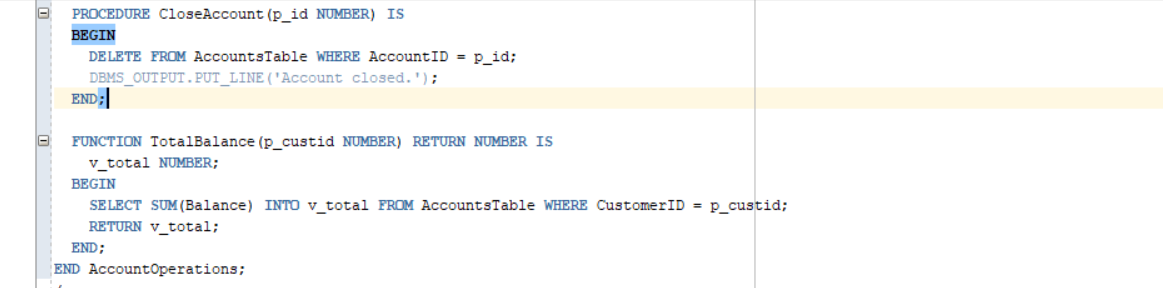 PROCEDURE CloseAccount(p_id NUMBER) IS
BEGIN
DELETE FROM AccountsTable WHERE AccountID = p_id;
DBMS_OUTPUT.PUT_LINE('Account closed.');
END;
FUNCTION TotalBalance(p_custid NUMBER) RETURN NUMBER IS
v_total NUMBER;
BEGIN
SELECT SUM(Balance) INTO v_total FROM AccountsTable WHERE CustomerID = p_custid;
RETURN v_total;
END;
END AccountOperations;